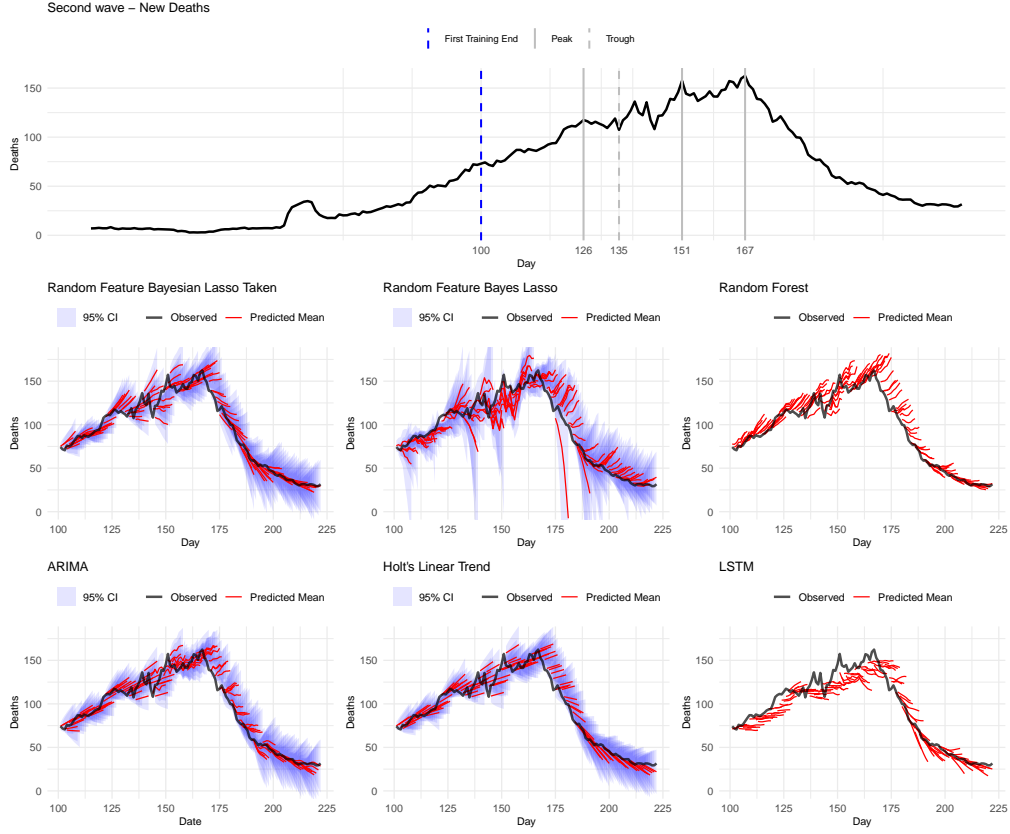 Second wave – New Deaths
First Training End Peak Trough
150
100
50
0
Deaths
100 126 135 151 167
Day
Random Feature Bayesian Lasso Taken
95% CI Observed Predicted Mean
150
100
50
0
Deaths
100 125 150 175 200 225
Day
Random Feature Bayes Lasso
95% CI Observed Predicted Mean
150
100
50
0
Deaths
100 125 150 175 200 225
Day
Random Forest
Observed Predicted Mean
150
100
50
0
Deaths
100 125 150 175 200 225
Day
ARIMA
95% CI Observed Predicted Mean
150
100
50
0
Deaths
100 125 150 175 200 225
Date
Holt's Linear Trend
95% CI Observed Predicted Mean
150
100
50
0
Deaths
100 125 150 175 200 225
Day
LSTM
Observed Predicted Mean
150
100
50
0
Deaths
100 125 150 175 200 225
Day